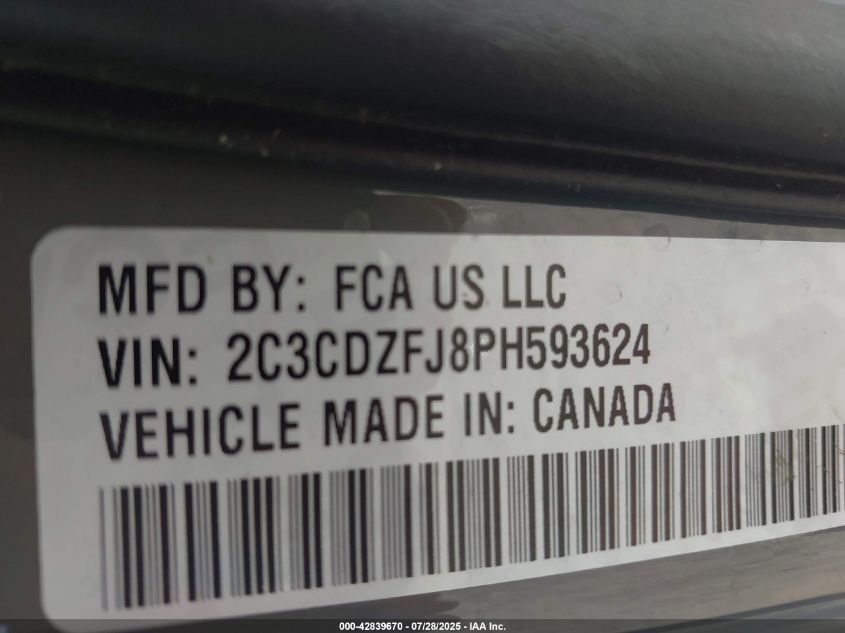 MFD BY: FCA US LLC
VIN: 2C3CDZFJ8PH593624
VEHICLE MADE IN: CANADA
000-42839670 - 07/28/2025 - IAA Inc.